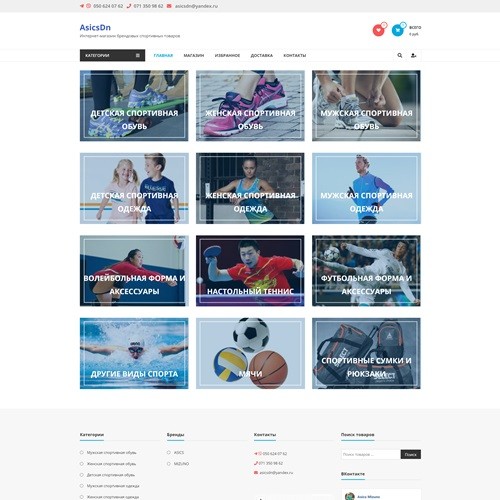 050 624 07 62 071 350 98 62 asicsdn@yandex.ru
AsicsDn
Интернет-магазин брендовых спортивных товаров
0 0 ВСЕГО
0 руб.
КАТЕГОРИИ ГЛАВНАЯ МАГАЗИН ИЗБРАННОЕ ДОСТАВКА КОНТАКТЫ
ДЕТСКАЯ СПОРТИВНАЯ ОБУВЬ
ЖЕНСКАЯ СПОРТИВНАЯ ОБУВЬ
МУЖСКАЯ СПОРТИВНАЯ ОБУВЬ
ДЕТСКАЯ СПОРТИВНАЯ ОДЕЖДА
ЖЕНСКАЯ СПОРТИВНАЯ ОДЕЖДА
МУЖСКАЯ СПОРТИВНАЯ ОДЕЖДА
ВОЛЕЙБОЛЬНАЯ ФОРМА И АКСЕССУАРЫ
НАСТОЛЬНЫЙ ТЕННИС
ФУТБОЛЬНАЯ ФОРМА И АКСЕССУАРЫ
ДРУГИЕ ВИДЫ СПОРТА
МЯЧИ
СПОРТИВНЫЕ СУМКИ И РЮКЗАКИ
SELECT
Категории
Мужская спортивная обувь
Женская спортивная обувь
Детская спортивная обувь
Мужская спортивная одежда
Женская спортивная одежда
Бренды
ASICS
MIZUNO
Контакты
050 624 07 62
071 350 98 62
asicsdn@yandex.ru
Поиск товаров
Поиск товаров… Поиск
ВКонтакте
Asics Mizuno